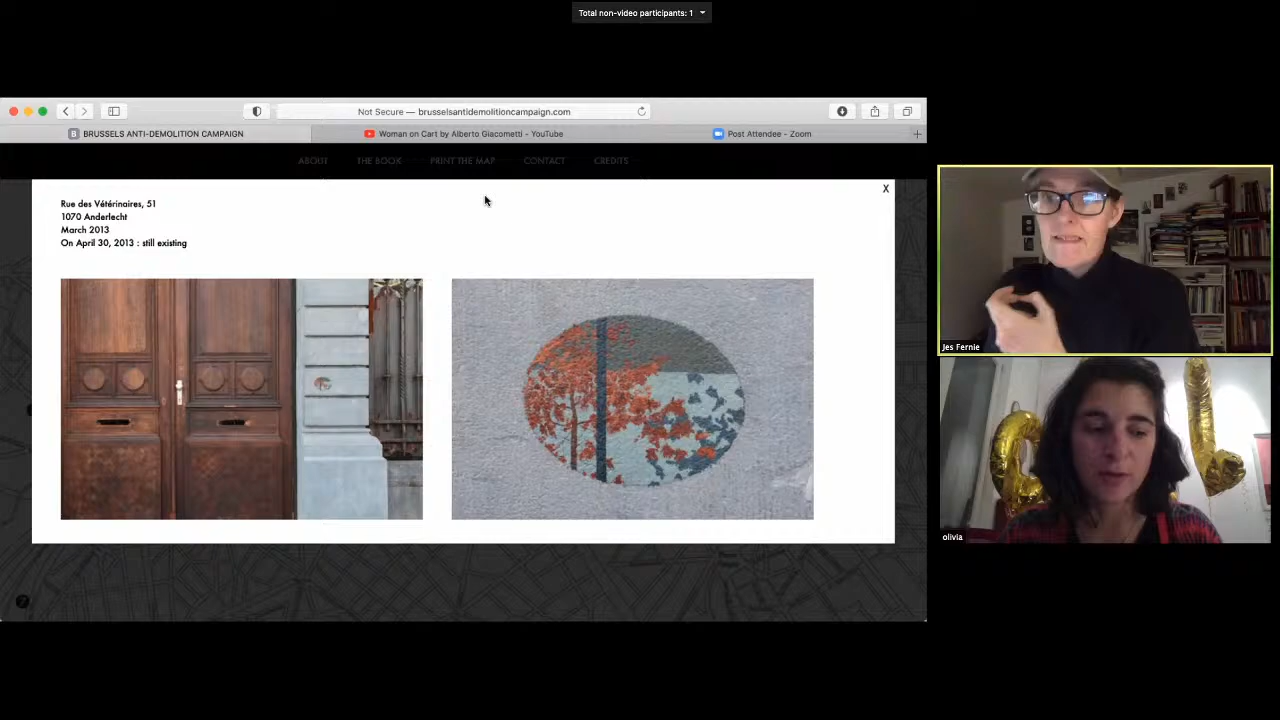 Total non-video participants: 1
Not Secure — brusselsantidemolitioncampaign.com
B BRUSSELS ANTI-DEMOLITION CAMPAIGN
Woman on Cart by Alberto Giacometti - YouTube
Post Attendee - Zoom
ABOUT THE BOOK PRINT THE MAP CONTACT CREDITS
X
Rue des Vétérinaires, 51
1070 Anderlecht
March 2013
On April 30, 2013 : still existing
Jes Fernie
olivia